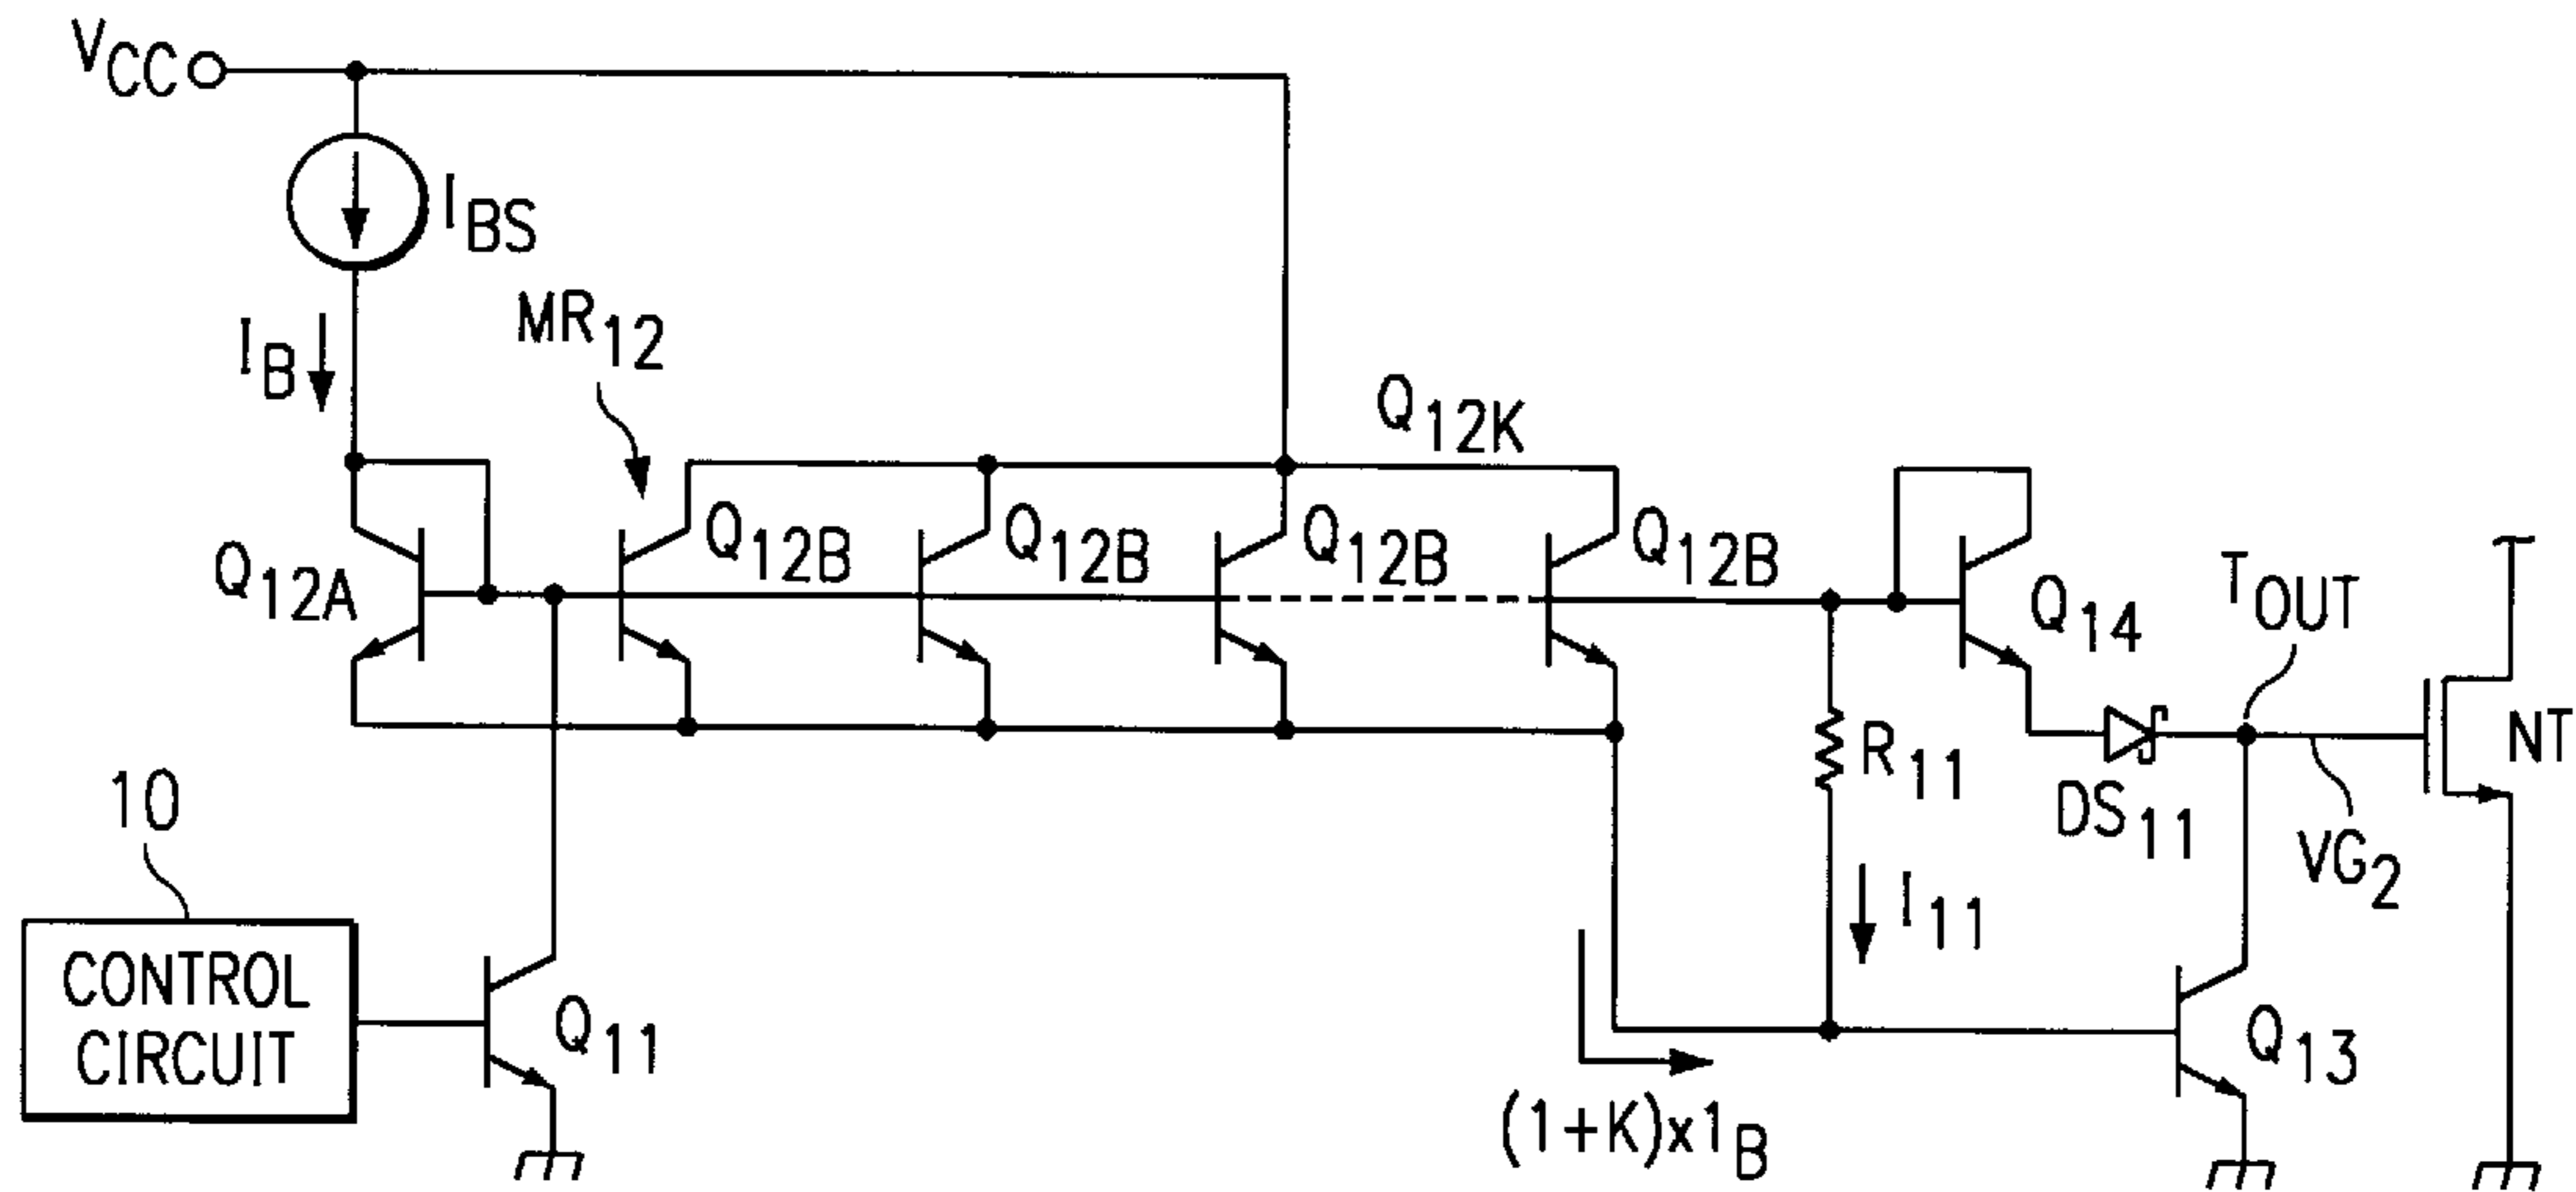 VCC
IBS
IB
MR12
Q12K
Q12A
Q12B
Q12B
Q12B
Q12B
Q14
TOUT
NT
R11
DS11
VG2
I11
10
CONTROL
CIRCUIT
Q11
Q13
(1+K)x1B